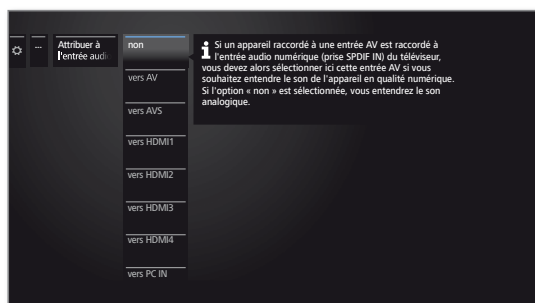 ...
Attribuer à
l'entrée audio
non
Si un appareil raccordé à une entrée AV est raccordé à
l'entrée audio numérique (prise SPDIF IN) du téléviseur,
vous devez alors sélectionner ici cette entrée AV si vous
souhaitez entendre le son de l'appareil en qualité numérique.
Si l'option « non » est sélectionnée, vous entendrez le son
analogique.
vers AV
vers AVS
vers HDMI1
vers HDMI2
vers HDMI3
vers HDMI4
vers PC IN